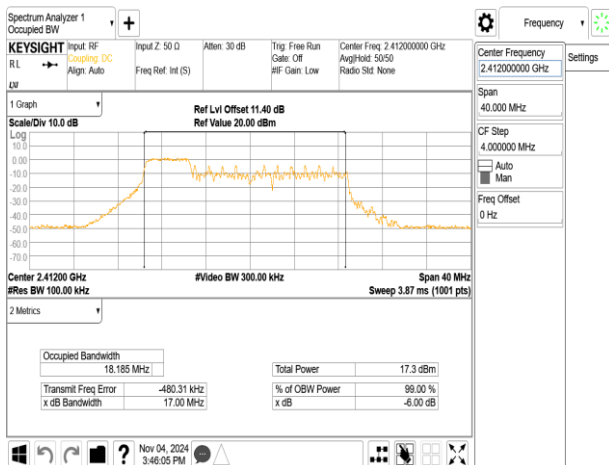 Spectrum Analyzer 1
Occupied BW
KEYSIGHT
RL
Input: RF
Coupling: DC
Align: Auto
Input Z: 50 Ω
Freq Ref: Int (S)
Atten: 30 dB
Trig: Free Run
Gate: Off
#IF Gain: Low
Center Freq: 2.412000000 GHz
Avg|Hold: 50/50
Radio Std: None
1 Graph
Scale/Div 10.0 dB
Ref Lvl Offset 11.40 dB
Ref Value 20.00 dBm
Log
10.0
0.00
-10.0
-20.0
-30.0
-40.0
-50.0
-60.0
-70.0
Center 2.41200 GHz
#Res BW 100.00 kHz
#Video BW 300.00 kHz
Span 40 MHz
Sweep 3.87 ms (1001 pts)
2 Metrics
Occupied Bandwidth
18.185 MHz
Transmit Freq Error -480.31 kHz
x dB Bandwidth 17.00 MHz
Total Power 17.3 dBm
% of OBW Power 99.00 %
x dB -6.00 dB
Nov 04, 2024
3:46:05 PM
Frequency
Center Frequency
2.412000000 GHz
Span
40.000 MHz
CF Step
4.000000 MHz
Auto
Man
Freq Offset
0 Hz
Settings